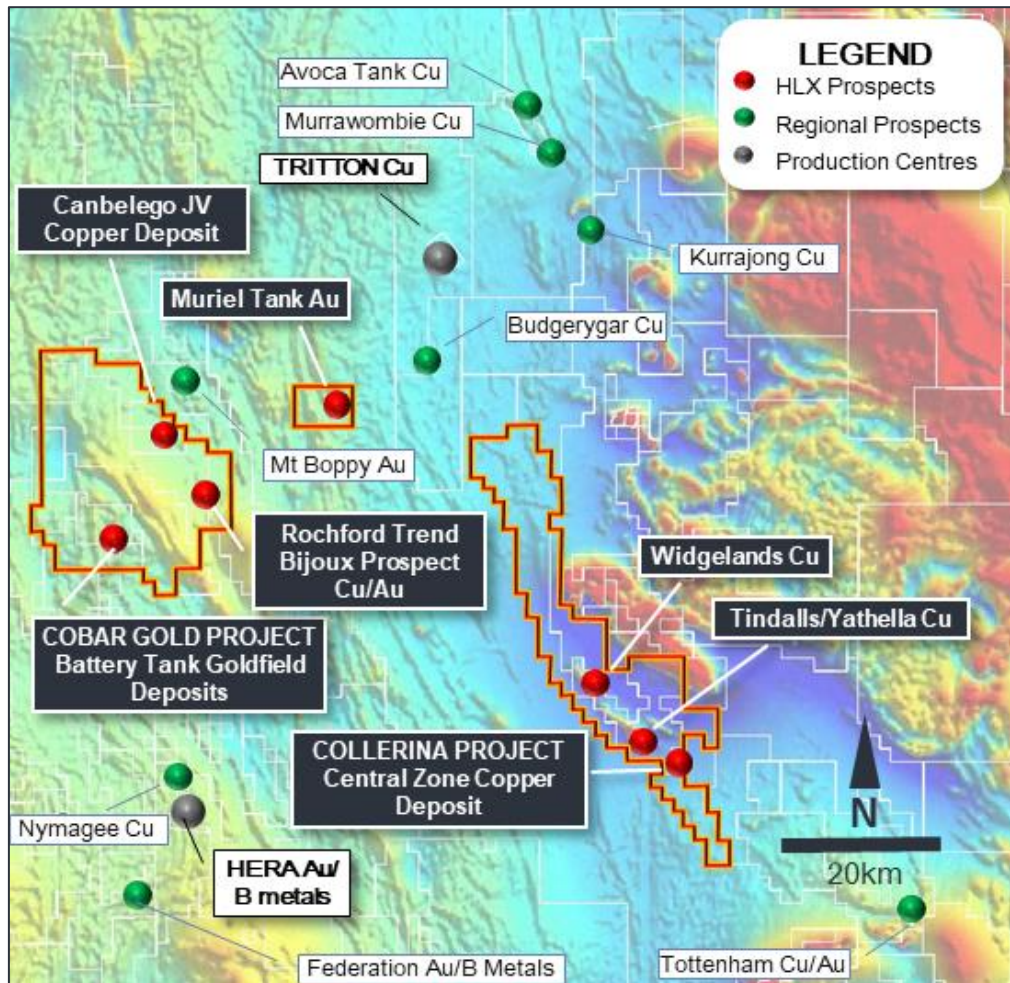 LEGEND
HLX Prospects
Regional Prospects
Production Centres
Avoca Tank Cu
Murrawombie Cu
TRITTON Cu
Canbelego JV
Copper Deposit
Kurrajong Cu
Muriel Tank Au
Budgerygar Cu
Mt Boppy Au
Rochford Trend
Bijoux Prospect
Cu/Au
Widgelands Cu
Tindalls/Yathella Cu
COBAR GOLD PROJECT
Battery Tank Goldfield
Deposits
COLLERINA PROJECT
Central Zone Copper
Deposit
N
20km
Nymagee Cu
HERA Au/
B metals
Federation Au/B Metals
Tottenham Cu/Au